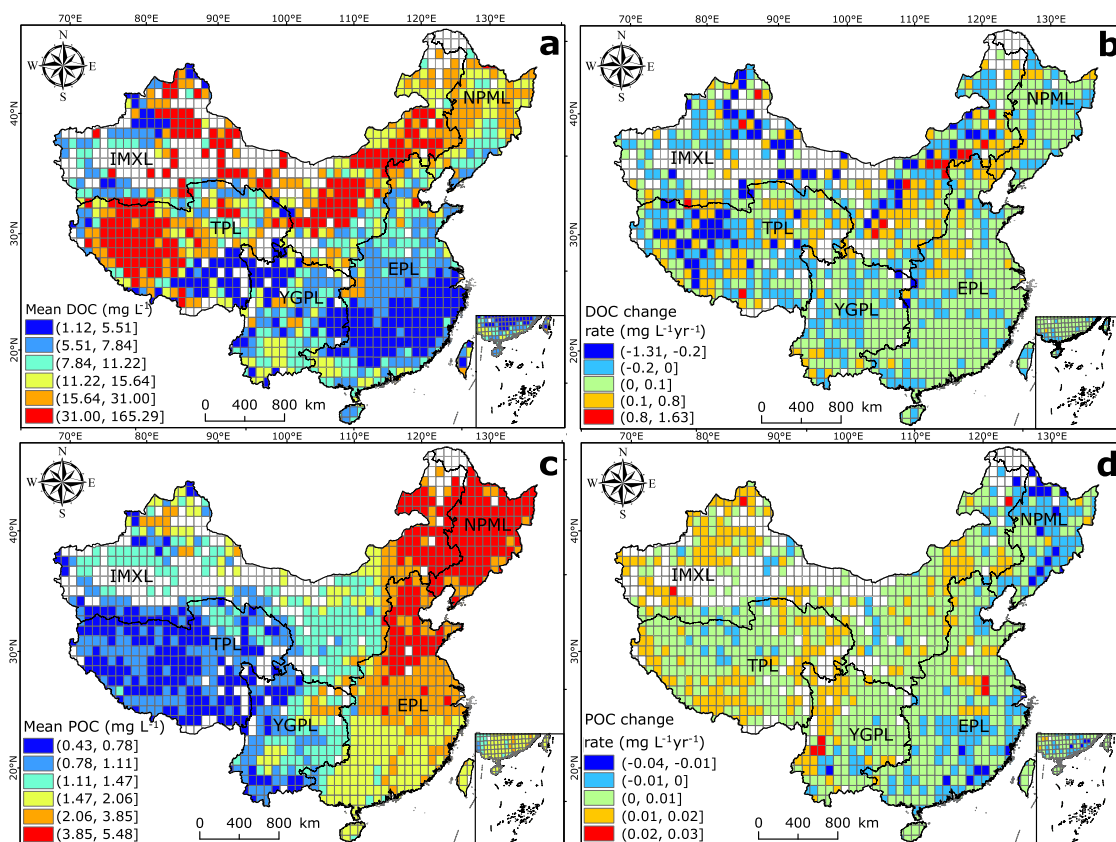 70°E 80°E 90°E 100°E 110°E 120°E 130°E
a
N
W E
S
40°N
30°N
20°N
NPML
IMXL
TPL
EPL
YGPL
Mean DOC (mg L⁻¹)
(1.12, 5.51]
(5.51, 7.84]
(7.84, 11.22]
(11.22, 15.64]
(15.64, 31.00]
(31.00, 165.29]
0 400 800 km
70°E 80°E 90°E 100°E 110°E 120°E 130°E
b
N
W E
S
40°N
30°N
20°N
NPML
IMXL
TPL
EPL
YGPL
DOC change
rate (mg L⁻¹yr⁻¹)
(-1.31, -0.2]
(-0.2, 0]
(0, 0.1]
(0.1, 0.8]
(0.8, 1.63]
0 400 800 km
70°E 80°E 90°E 100°E 110°E 120°E 130°E
c
N
W E
S
40°N
30°N
20°N
NPML
IMXL
TPL
EPL
YGPL
Mean POC (mg L⁻¹)
(0.43, 0.78]
(0.78, 1.11]
(1.11, 1.47]
(1.47, 2.06]
(2.06, 3.85]
(3.85, 5.48]
0 400 800 km
70°E 80°E 90°E 100°E 110°E 120°E 130°E
d
N
W E
S
40°N
30°N
20°N
NPML
IMXL
TPL
EPL
YGPL
POC change
rate (mg L⁻¹yr⁻¹)
(-0.04, -0.01]
(-0.01, 0]
(0, 0.01]
(0.01, 0.02]
(0.02, 0.03]
0 400 800 km